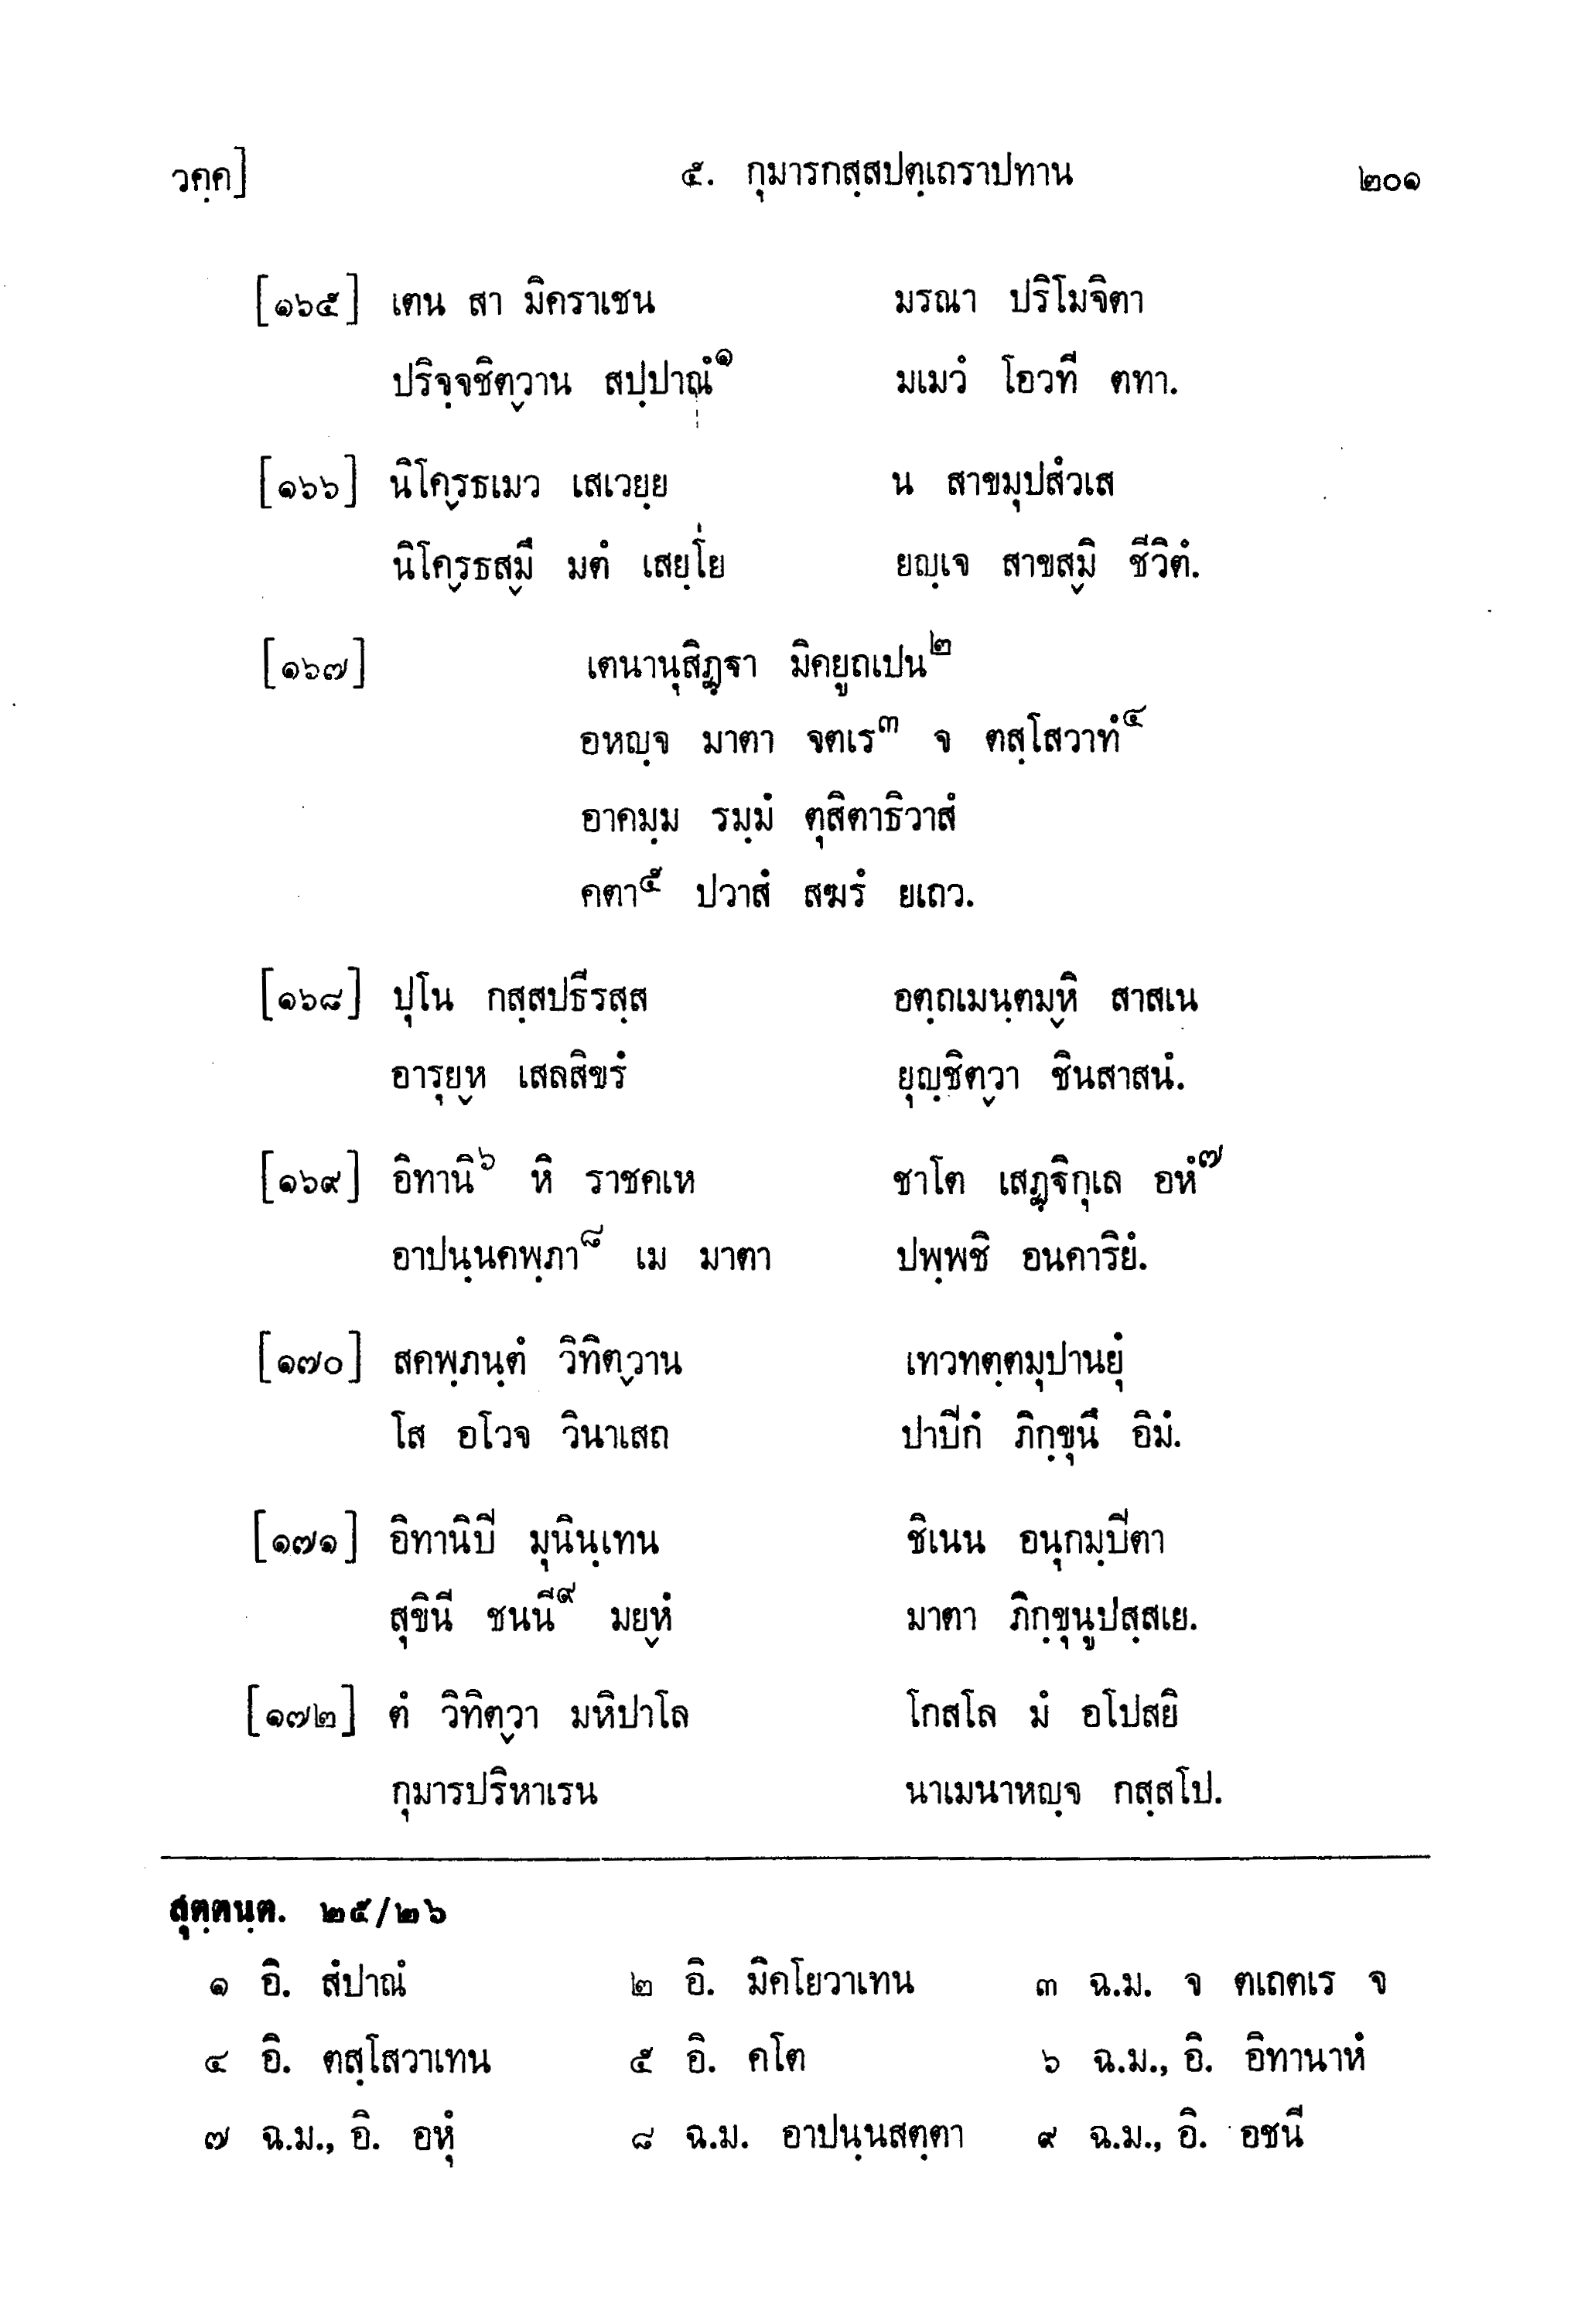 วคฺค] ๕. กุมารกสฺสปตฺเถราปทาน ๒๐๑
[๑๖๕] เตน สา มิคราเชน มรณา ปริโมจิตา
ปริจฺจชิตฺวาน สปฺปาณํ๑ มเมวํ โอวที ตทา.
[๑๖๖] นิโคฺรธเมว เสเวยฺย น สาขมุปสํวเส
นิโคฺรธสฺมึ มตํ เสยฺโย ยญฺเจ สาขสฺมิ ชีวิตํ.
[๑๖๗] เตนานุสิฏฺฐา มิคยูถเปน๒
อหญฺจ มาตา จตเร๓ จ ตสฺโสวาทํ๔
อาคมฺม รมฺมํ ตุสิตาธิวาสํ
คตา๕ ปวาสํ สฆรํ ยเถว.
[๑๖๘] ปุโน กสฺสปธีรสฺส อตฺถเมนฺตมฺหิ สาสเน
อารุยฺห เสลสิขรํ ยุญฺชิตฺวา ชินสาสนํ.
[๑๖๙] อิทานิ๖ หิ ราชคเห ชาโต เสฏฺฐิกุเล อหํ๗
อาปนฺนคพฺภา๘ เม มาตา ปพฺพชิ อนคาริยํ.
[๑๗๐] สคพฺภนฺตํ วิทิตฺวาน เทวทตฺตมุปานยุํ
โส อโวจ วินาเสถ ปาปิกํ ภิกฺขุนึ อิมํ.
[๑๗๑] อิทานิปิ มุนินฺเทน ชิเนน อนุกมฺปิตา
สุขินี ชนนี๙ มยฺหํ มาตา ภิกฺขุนูปสฺสเย.
[๑๗๒] ตํ วิทิตฺวา มหิปาโล โกสโล มํ อโปสยิ
กุมารปริหาเรน นาเมนาหญฺจ กสฺสโป.
สุตฺตนฺต. ๒๕/๒๖
๑ อิ. สํปาณํ ๒ อิ. มิคโยวาเทน ๓ ฉ.ม. จ ตเถตเร จ
๔ อิ. ตสฺโสวาเทน ๕ อิ. คโต ๖ ฉ.ม., อิ. อิทานาหํ
๗ ฉ.ม., อิ. อหุํ ๘ ฉ.ม. อาปนฺนสตฺตา ๙ ฉ.ม., อิ. อชนี